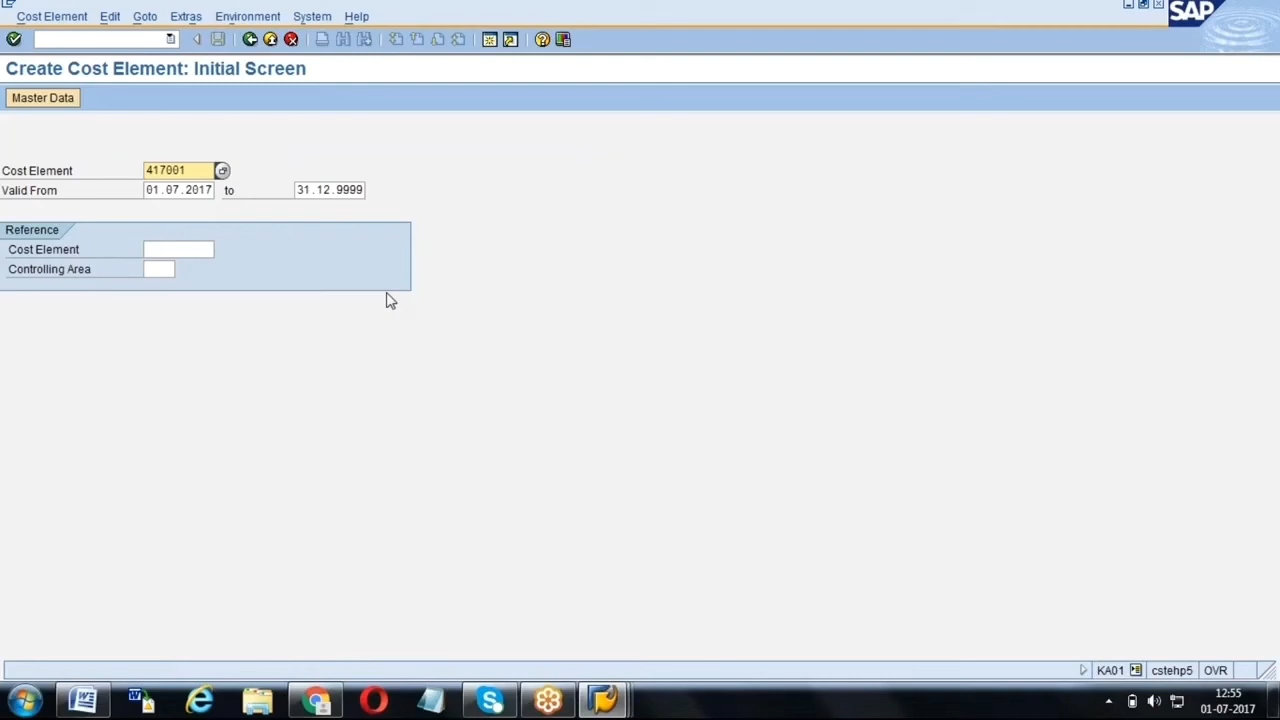 Cost Element Edit Goto Extras Environment System Help
SAP
Create Cost Element: Initial Screen
Master Data
Cost Element 417001
Valid From 01.07.2017 to 31.12.9999
Reference
Cost Element
Controlling Area
KA01 cstehp5 OVR
12:55
01-07-2017